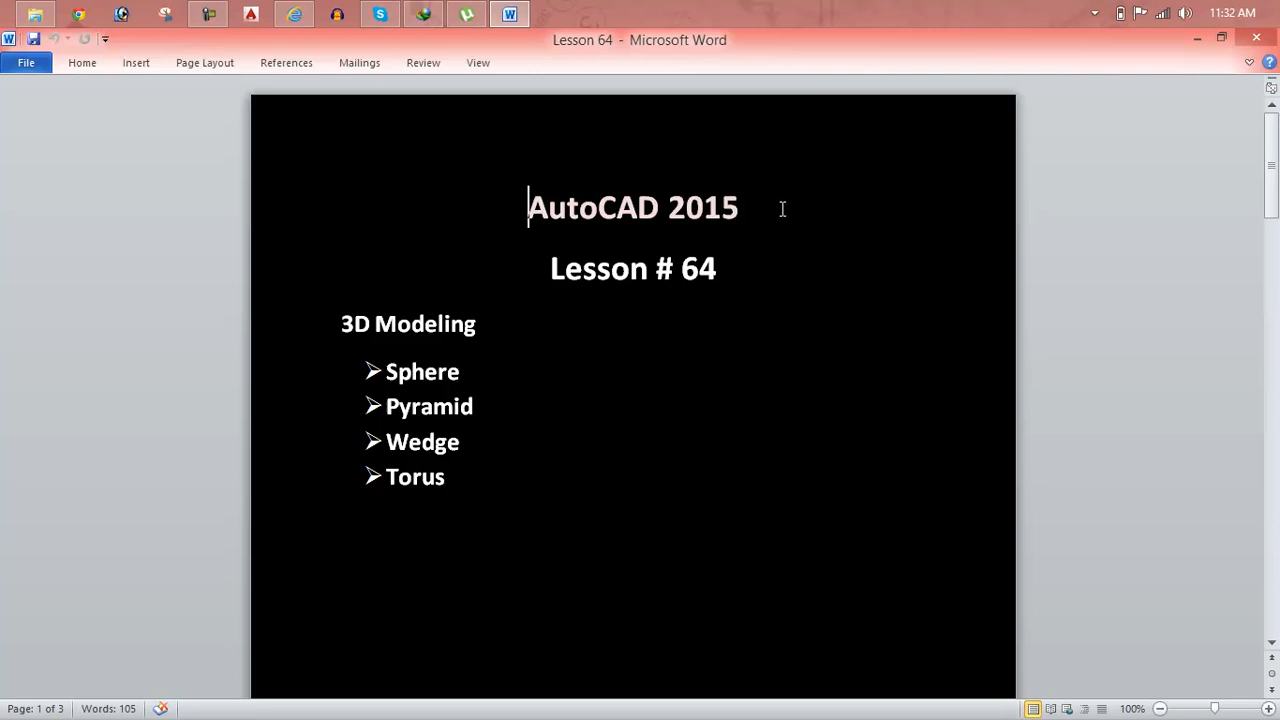 11:32 AM
Lesson 64 - Microsoft Word
File Home Insert Page Layout References Mailings Review View
AutoCAD 2015
Lesson # 64
3D Modeling
Sphere
Pyramid
Wedge
Torus
Page: 1 of 3 Words: 105 100%